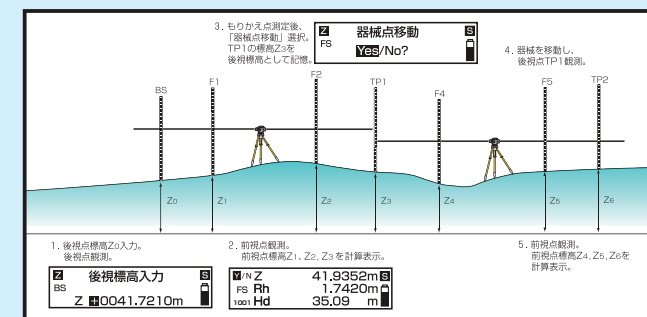 3. もりかえ点測定後、
「器械点移動」選択。
TP1の標高Z3を
後視標高として記憶。
Z 器械点移動 S
FS Yes/No?
4. 器械を移動し、
後視点TP1観測。
BS F1 F2 TP1 F4 F5 TP2
Z0 Z1 Z2 Z3 Z4 Z5 Z6
1. 後視点標高Z0入力。
後視点観測。
Z 後視標高入力 S
BS
Z +0041.7210m
2. 前視点観測。
前視点標高Z1、Z2, Z3を計算表示。
Y/N Z 41.9352m S
FS Rh 1.7420m
1001 Hd 35.09 m
5. 前視点観測。
前視点標高Z4, Z5, Z6を
計算表示。